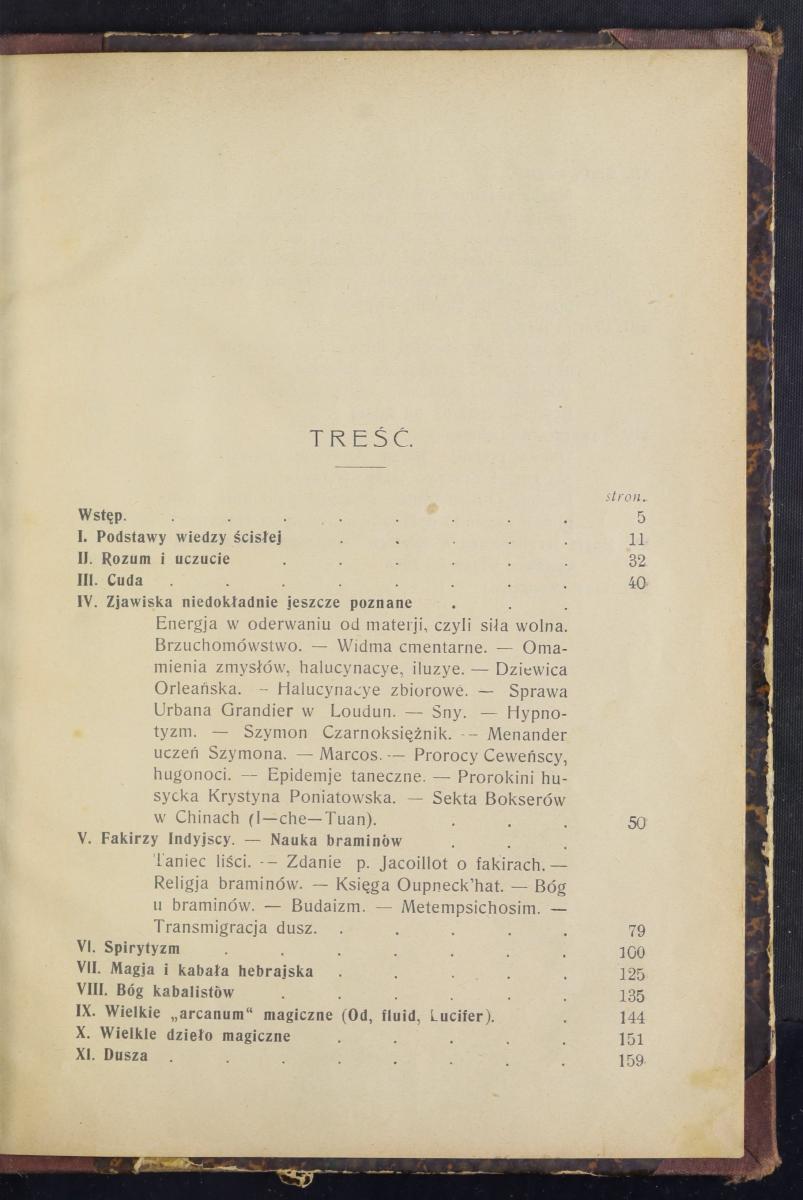 TREŚĆ.
stron.
Wstęp. . . . . . . . . 5
I. Podstawy wiedzy ścisłej . . . . . 11
II. Rozum i uczucie . . . . . . 32
III. Cuda . . . . . . . . 40
IV. Zjawiska niedokładnie jeszcze poznane . . .
Energja w oderwaniu od materji, czyli siła wolna.
Brzuchomówstwo. — Widma cmentarne. — Oma-
mienia zmysłów, halucynacye, iluzye. — Dziewica
Orleańska. — Halucynacye zbiorowe. — Sprawa
Urbana Grandier w Loudun. — Sny. — Hypno-
tyzm. — Szymon Czarnoksiężnik. — Menander
uczeń Szymona. — Marcos. — Prorocy Ceweńscy,
hugonoci. — Epidemje taneczne. — Prorokini hu-
sycka Krystyna Poniatowska. — Sekta Bokserów
w Chinach (I—che—Tuan). . . . 50
V. Fakirzy Indyjscy. — Nauka braminòw . . .
Taniec liści. — Zdanie p. Jacoillot o fakirach. —
Religja braminów. — Księga Oupneck'hat. — Bóg
u braminów. — Budaizm. — Metempsichosim. —
Transmigracja dusz. . . . . . 79
VI. Spirytyzm . . . . . . . 100
VII. Magja i kabała hebrajska . . . . . 125
VIII. Bóg kabalistòw . . . . . . 135
IX. Wielkie „arcanum" magiczne (Od, fluid, Lucifer). . 144
X. Wielkie dzieło magiczne . . . . . 151
XI. Dusza . . . . . . . . 159